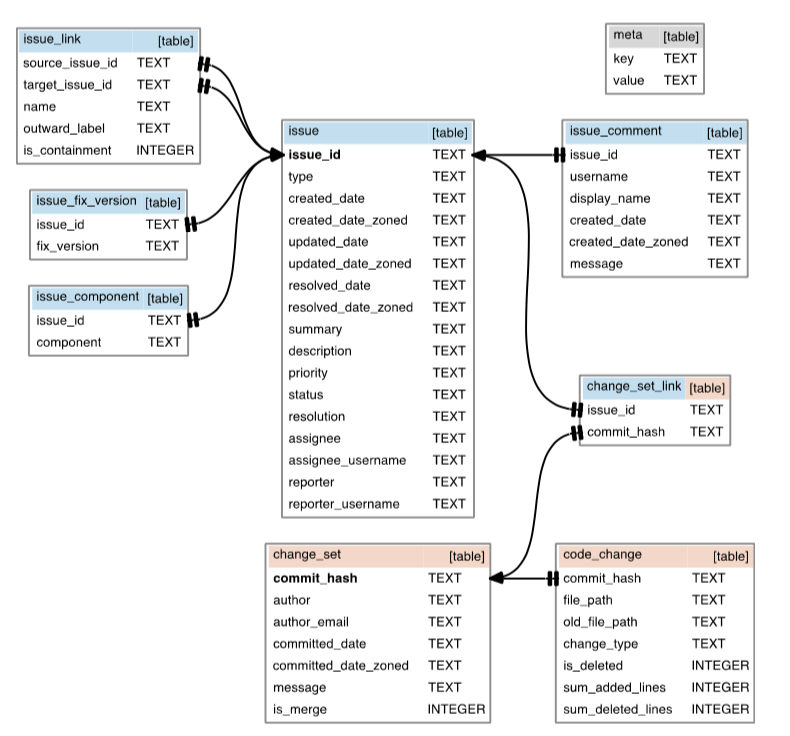 issue_link [table]
source_issue_id TEXT
target_issue_id TEXT
name TEXT
outward_label TEXT
is_containment INTEGER
meta [table]
key TEXT
value TEXT
issue [table]
issue_id TEXT
type TEXT
created_date TEXT
created_date_zoned TEXT
updated_date TEXT
updated_date_zoned TEXT
resolved_date TEXT
resolved_date_zoned TEXT
summary TEXT
description TEXT
priority TEXT
status TEXT
resolution TEXT
assignee TEXT
assignee_username TEXT
reporter TEXT
reporter_username TEXT
issue_comment [table]
issue_id TEXT
username TEXT
display_name TEXT
created_date TEXT
created_date_zoned TEXT
message TEXT
issue_fix_version [table]
issue_id TEXT
fix_version TEXT
issue_component [table]
issue_id TEXT
component TEXT
change_set_link [table]
issue_id TEXT
commit_hash TEXT
change_set [table]
commit_hash TEXT
author TEXT
author_email TEXT
committed_date TEXT
committed_date_zoned TEXT
message TEXT
is_merge INTEGER
code_change [table]
commit_hash TEXT
file_path TEXT
old_file_path TEXT
change_type TEXT
is_deleted INTEGER
sum_added_lines INTEGER
sum_deleted_lines INTEGER